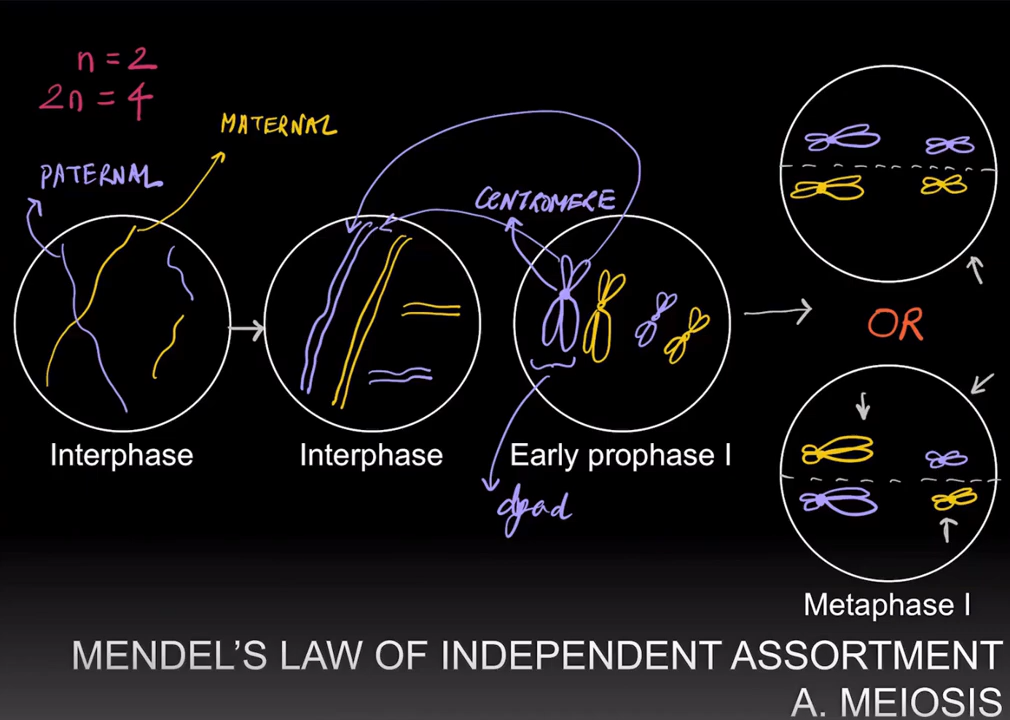 n = 2
2n = 4
MATERNAL
PATERNAL
CENTROMERE
OR
Interphase
Interphase
Early prophase I
dyad
Metaphase I
MENDEL'S LAW OF INDEPENDENT ASSORTMENT
A. MEIOSIS